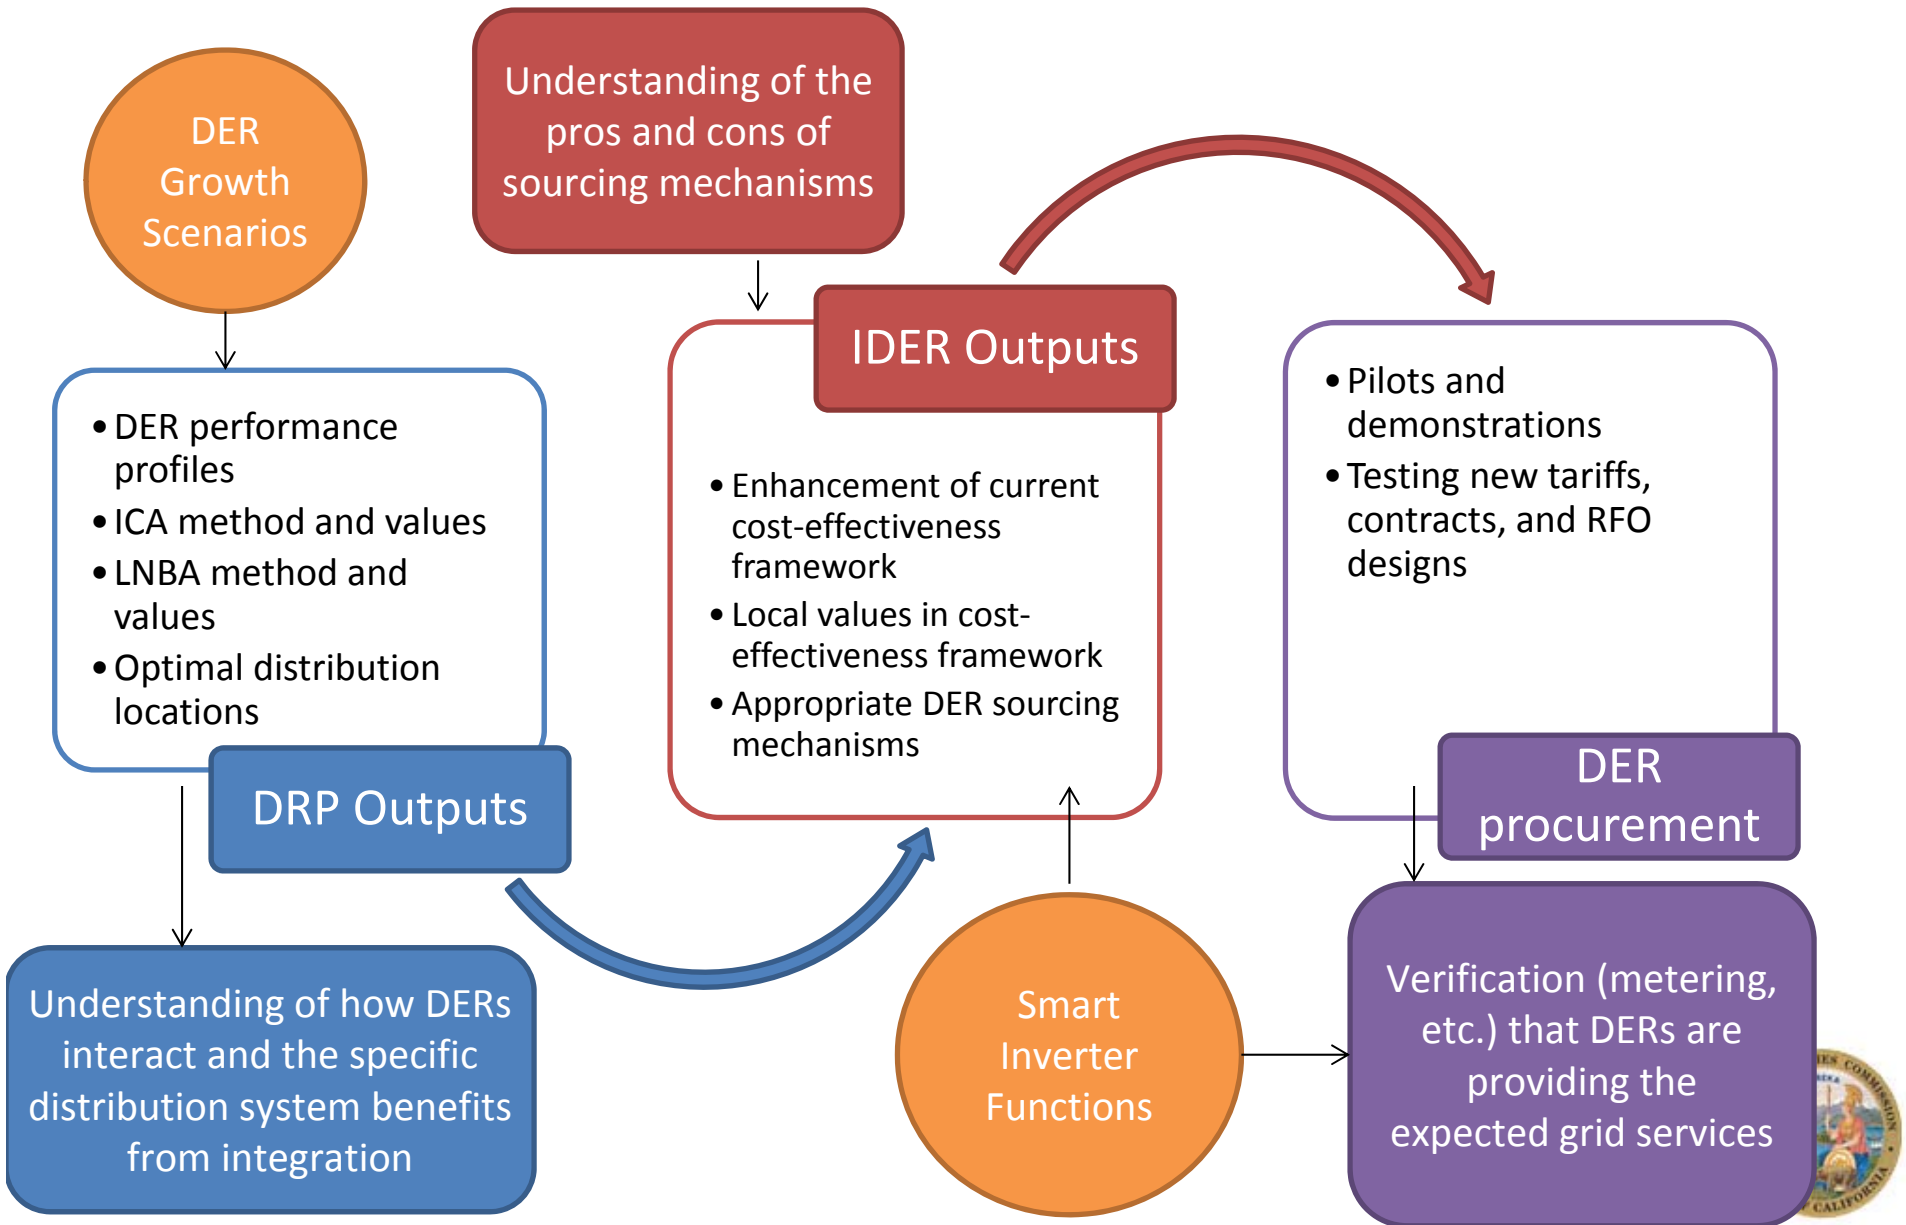 DER
Growth
Scenarios
Understanding of the
pros and cons of
sourcing mechanisms
• DER performance
profiles
• ICA method and values
• LNBA method and
values
• Optimal distribution
locations
DRP Outputs
Understanding of how DERs
interact and the specific
distribution system benefits
from integration
IDER Outputs
• Enhancement of current
cost-effectiveness
framework
• Local values in cost-
effectiveness framework
• Appropriate DER sourcing
mechanisms
Smart
Inverter
Functions
• Pilots and
demonstrations
• Testing new tariffs,
contracts, and RFO
designs
DER
procurement
Verification (metering,
etc.) that DERs are
providing the
expected grid services
COMMISSION
CALIFORNIA